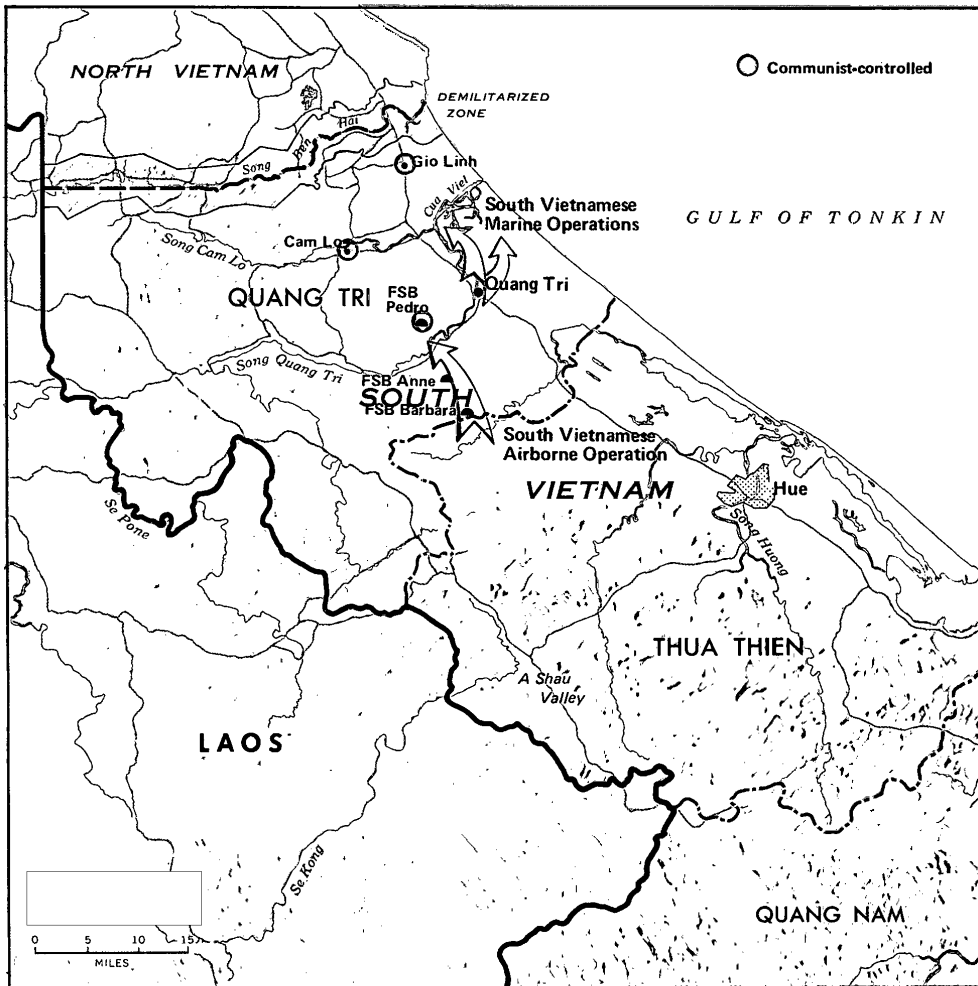 NORTH VIETNAM
Communist-controlled
DEMILITARIZED
ZONE
Song Ben Hai
Gio Linh
Cua Viet
South Vietnamese
Marine Operations
GULF OF TONKIN
Song Cam Lo
Cam Lo
QUANG TRI
FSB
Pedro
Quang Tri
Song Quang Tri
FSB Anne
SOUTH
FSB Barbara
South Vietnamese
Airborne Operation
VIETNAM
Hue
Se Pone
Song Huong
THUA THIEN
A Shau
Valley
LAOS
Se Kong
QUANG NAM
0 5 10 15
MILES